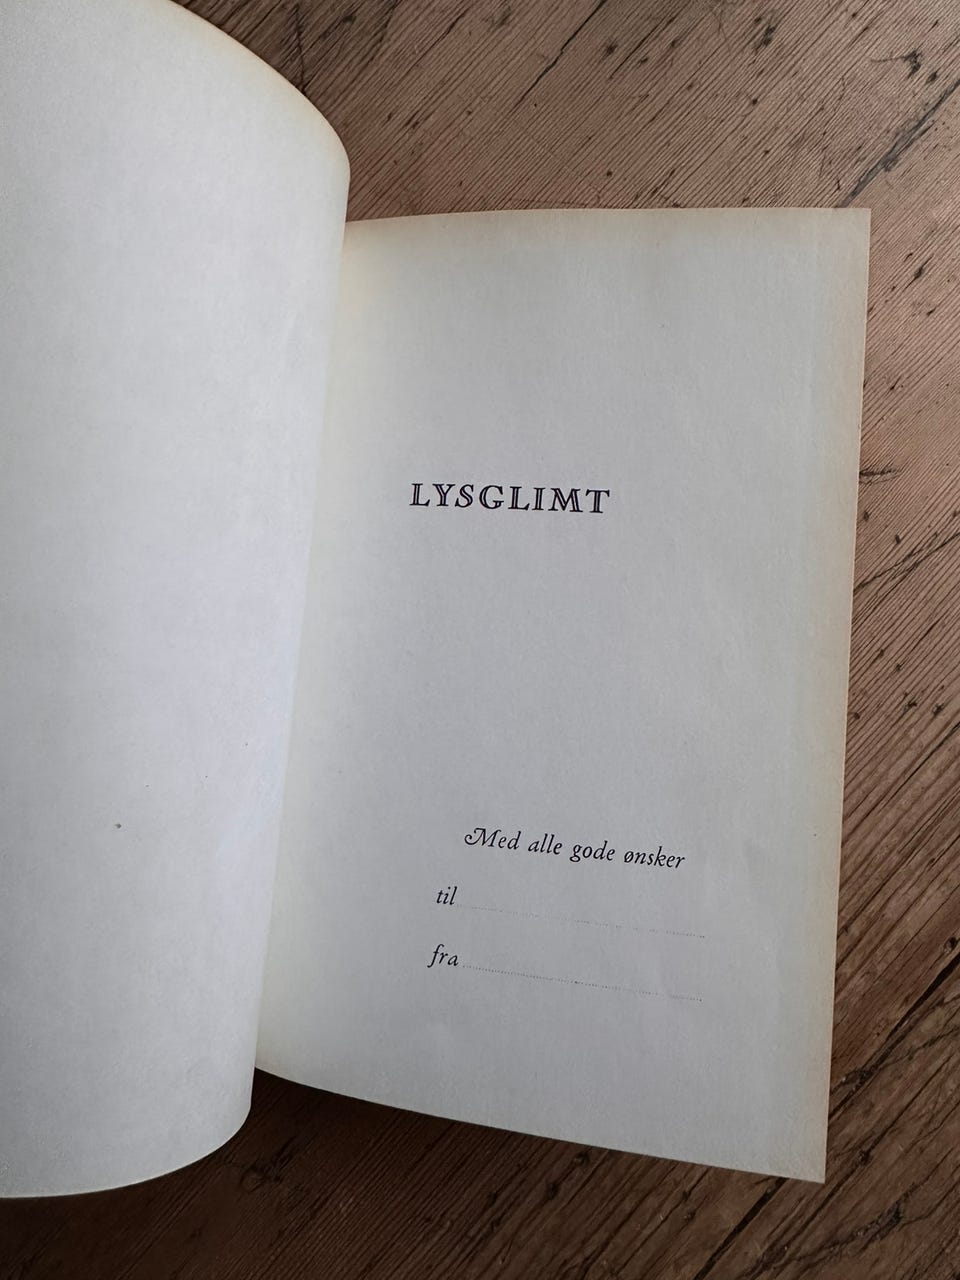 LYSGLIMT
Med alle gode ønsker
til
fra